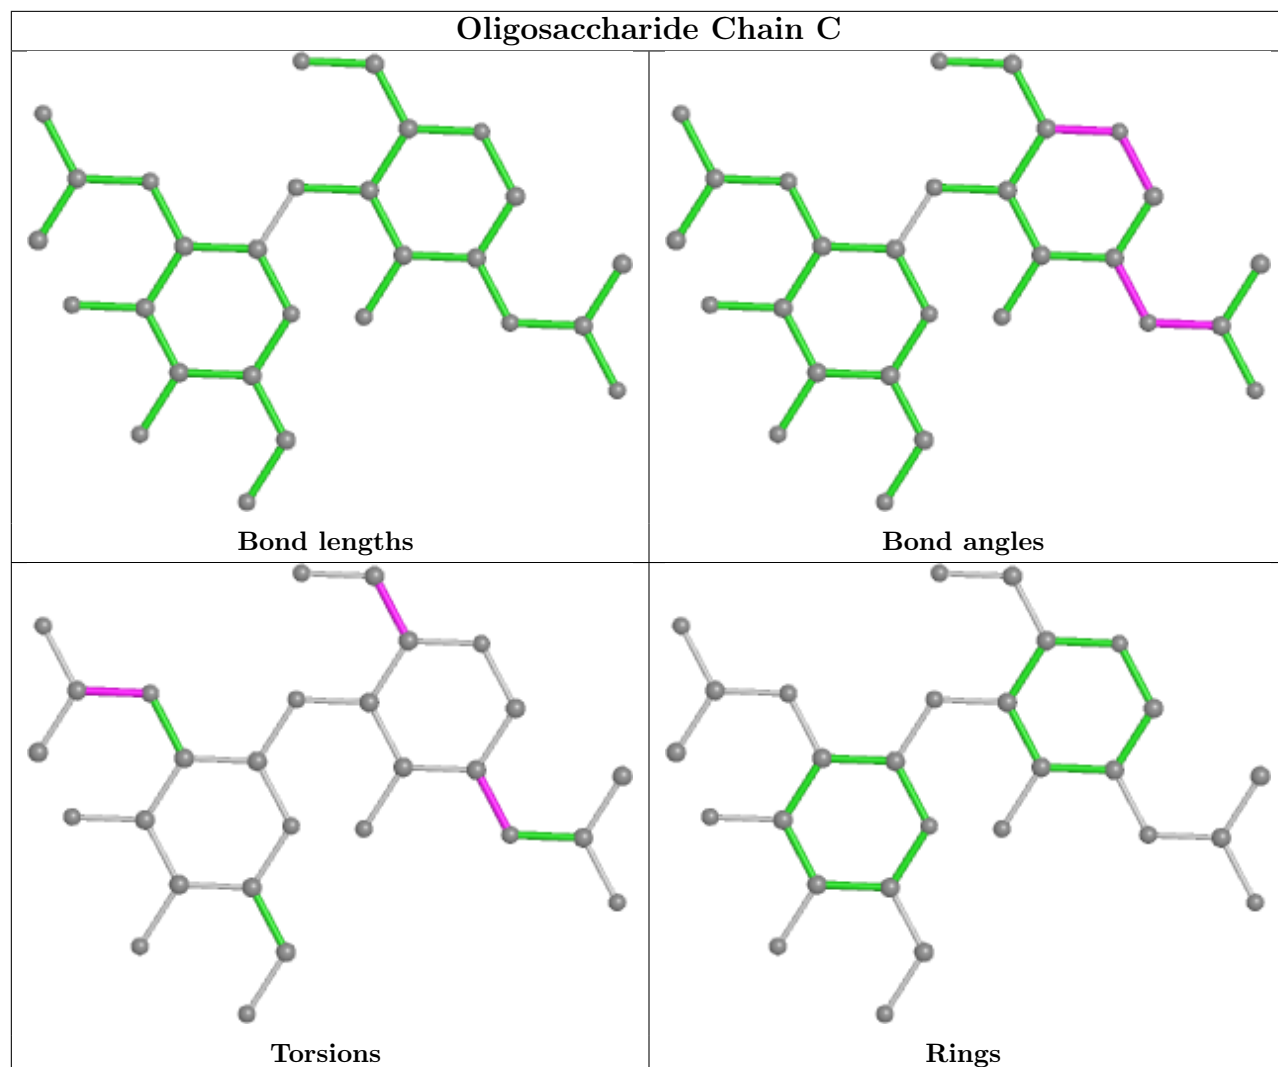 Oligosaccharide Chain C
Bond lengths
Bond angles
Torsions
Rings